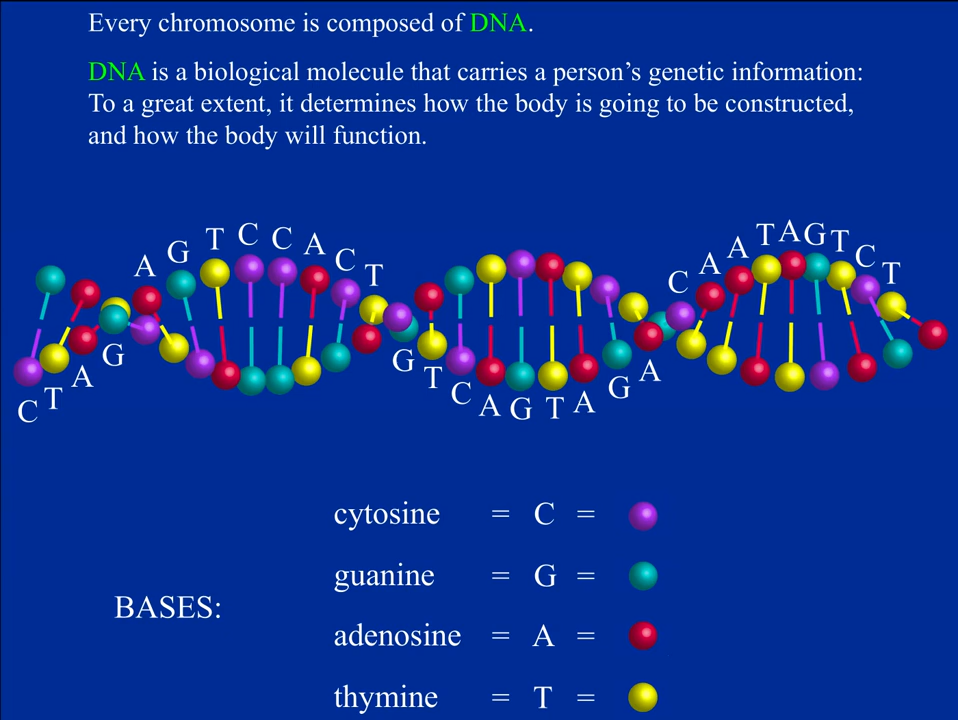 Every chromosome is composed of DNA.
DNA is a biological molecule that carries a person’s genetic information:
To a great extent, it determines how the body is going to be constructed,
and how the body will function.
C T A G A G T C C A C T G T C A G T A G A C A A T A G T C T
cytosine = C =
guanine = G =
BASES:
adenosine = A =
thymine = T =